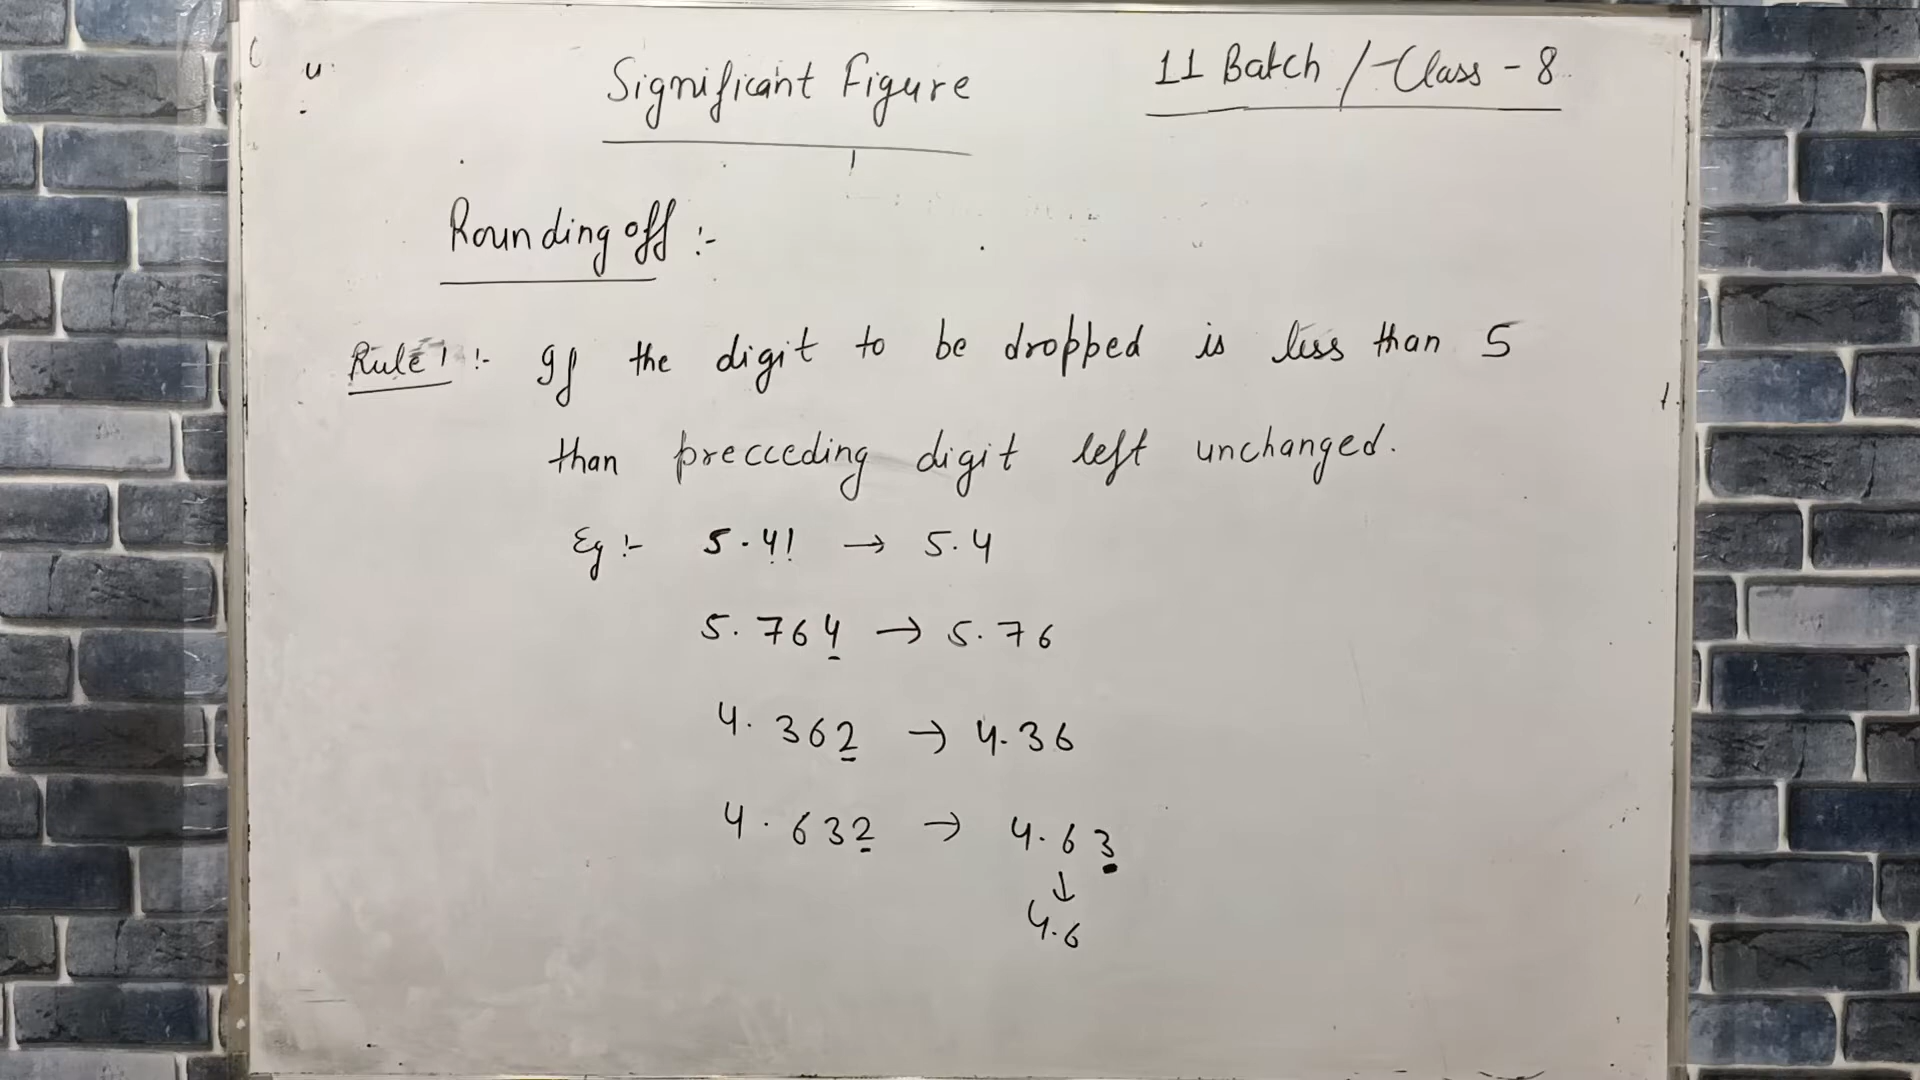 Significant Figure
11 Batch / Class - 8
Rounding off :-
Rule 1 :- If the digit to be dropped is less than 5
than precceding digit left unchanged.
Eg :- 5.41 → 5.4
5.764 → 5.76
4.362 → 4.36
4.632 → 4.63
↓
4.6